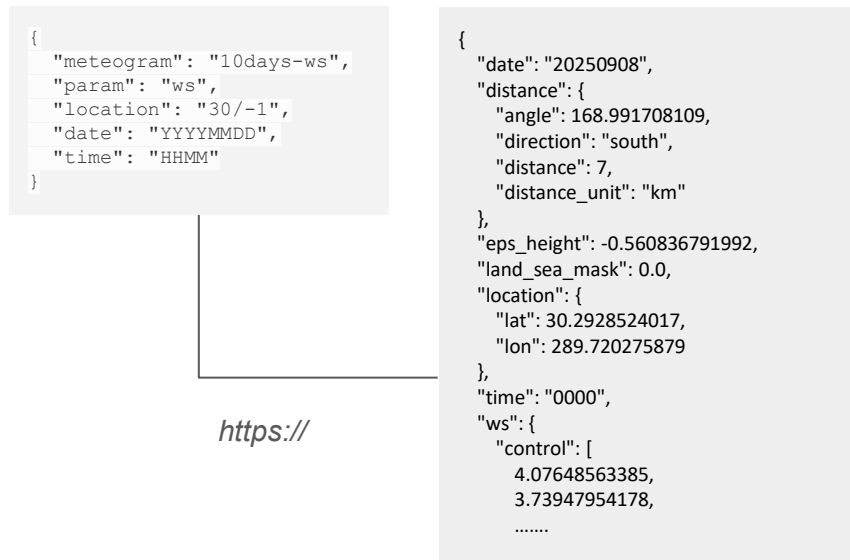 {
  "meteogram": "10days-ws",
  "param": "ws",
  "location": "30/-1",
  "date": "YYYYMMDD",
  "time": "HHMM"
}
https://
{
  "date": "20250908",
  "distance": {
    "angle": 168.991708109,
    "direction": "south",
    "distance": 7,
    "distance_unit": "km"
  },
  "eps_height": -0.560836791992,
  "land_sea_mask": 0.0,
  "location": {
    "lat": 30.2928524017,
    "lon": 289.720275879
  },
  "time": "0000",
  "ws": {
    "control": [
      4.07648563385,
      3.73947954178,
      …....